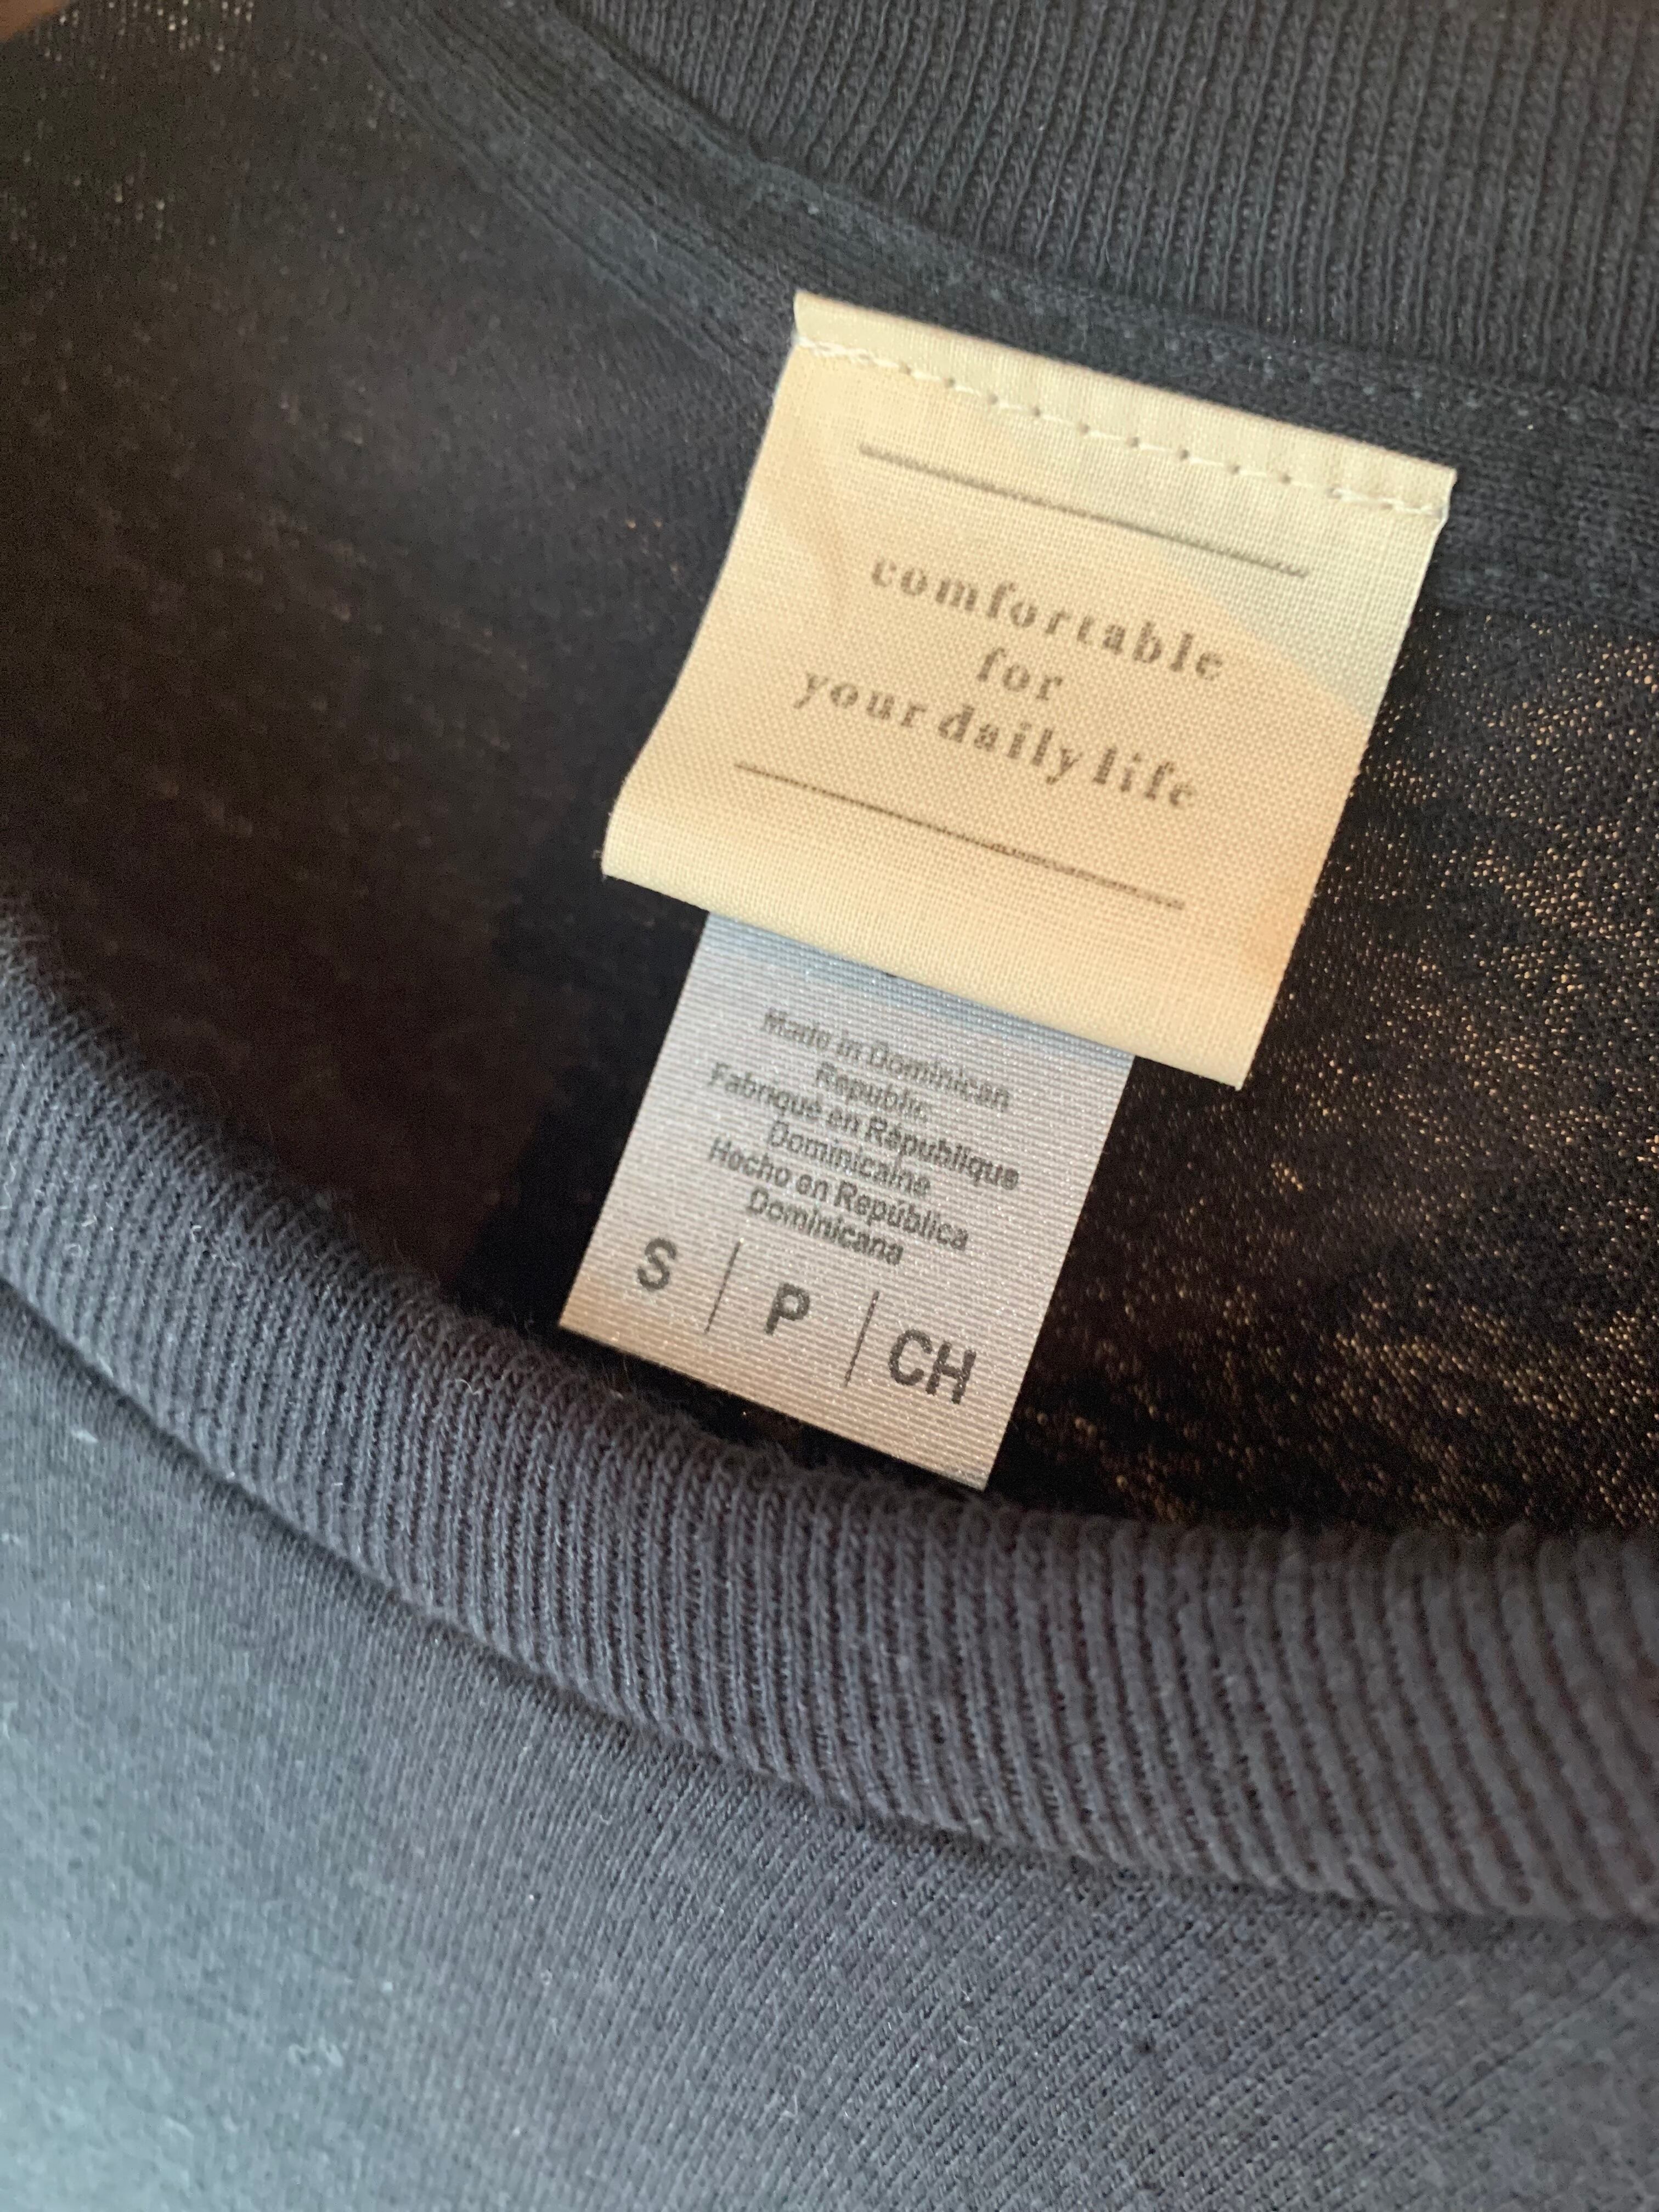 comfortable
for
your daily life
Made in Dominican
Republic
Fabriqué en République
Dominicaine
Hecho en República
Dominicana
S | P | CH